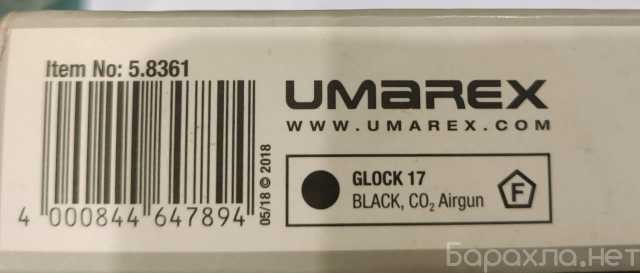 Item No: 5.8361
4 000844 647894
05/18 © 2018
UMAREX
WWW.UMAREX.COM
GLOCK 17
BLACK, CO₂ Airgun
F
Барахла.нет